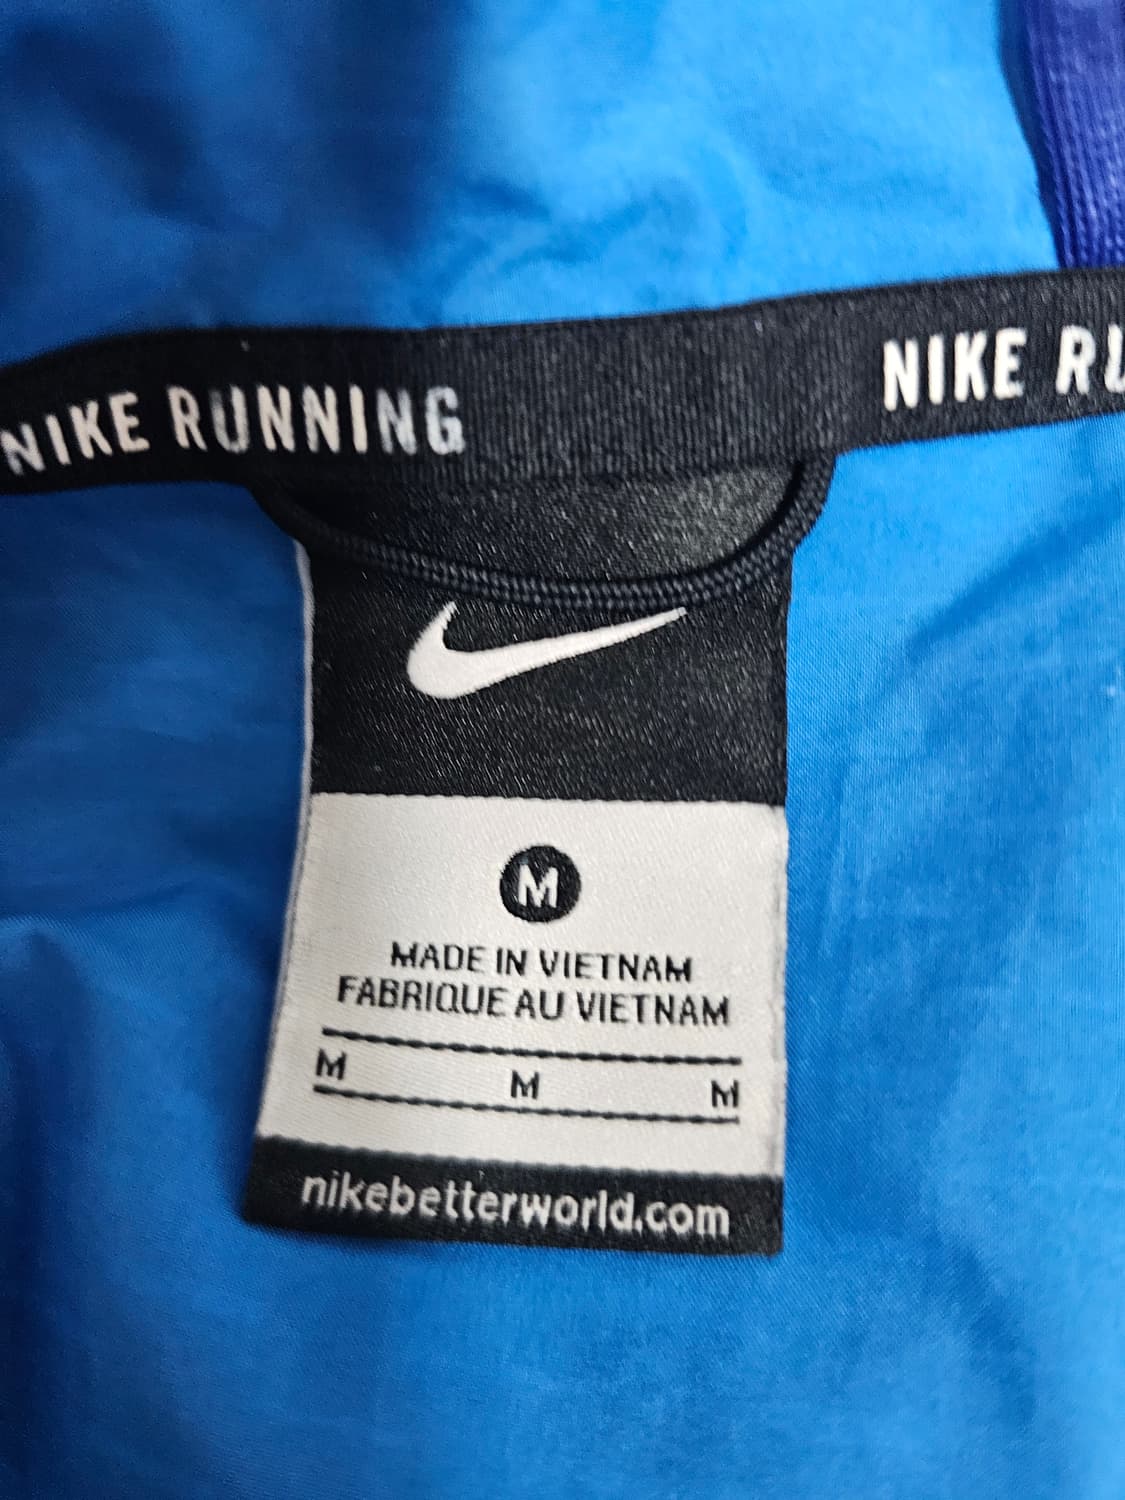 NIKE RUNNING NIKE RU
M
MADE IN VIETNAM
FABRIQUE AU VIETNAM
M M M
nikebetterworld.com